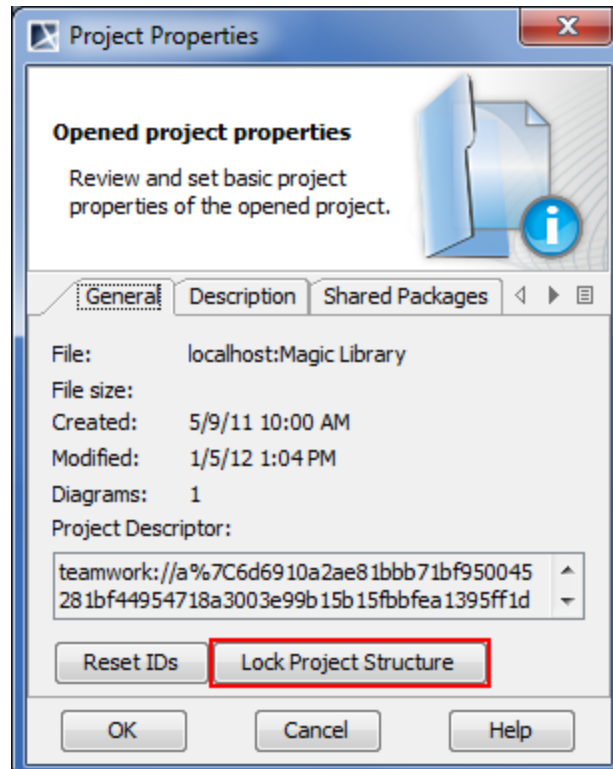 Project Properties
Opened project properties
Review and set basic project
properties of the opened project.
General Description Shared Packages
File: localhost:Magic Library
File size:
Created: 5/9/11 10:00 AM
Modified: 1/5/12 1:04 PM
Diagrams: 1
Project Descriptor:
teamwork://a%7C6d6910a2ae81bbb71bf950045
281bf44954718a3003e99b15b15fbbfea1395ff1d
Reset IDs Lock Project Structure
OK Cancel Help